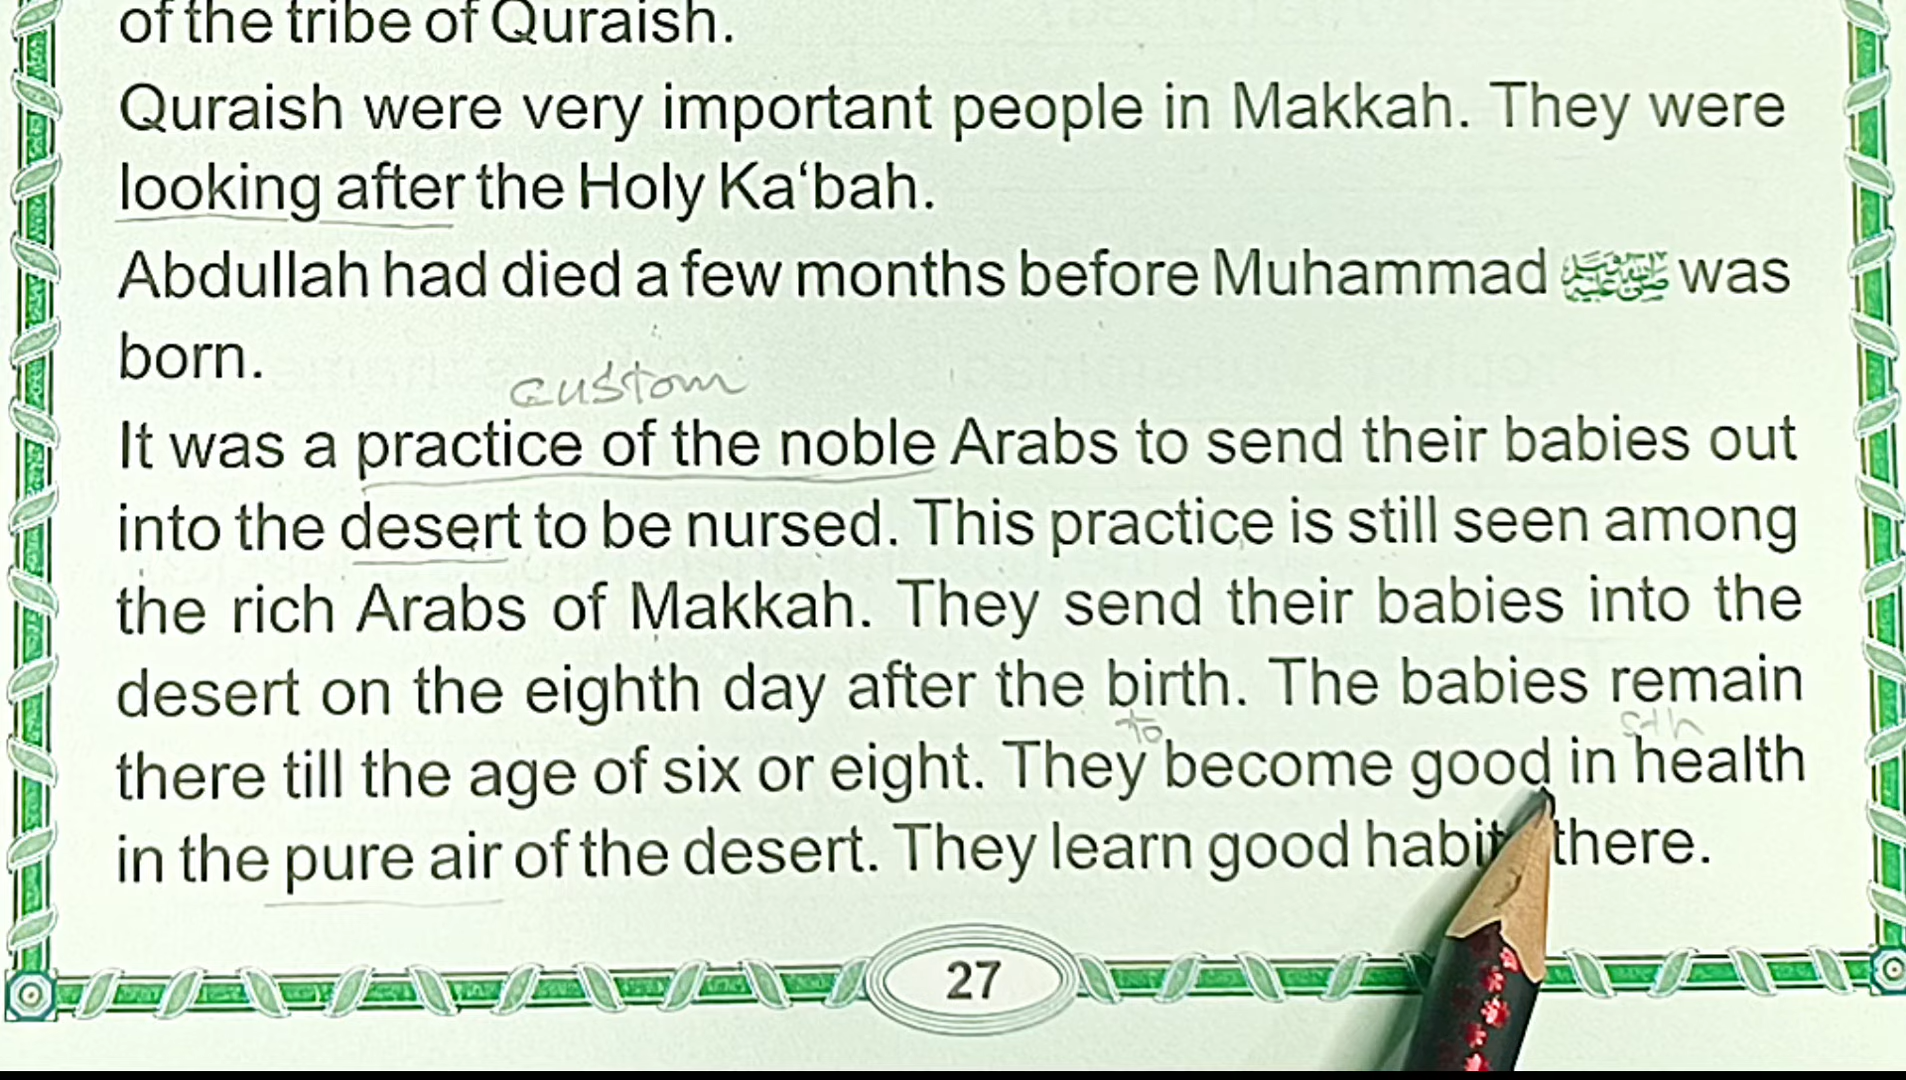 of the tribe of Quraish.
Quraish were very important people in Makkah. They were
looking after the Holy Ka‘bah.
Abdullah had died a few months before Muhammad ﷺ was
born.
custom
It was a practice of the noble Arabs to send their babies out
into the desert to be nursed. This practice is still seen among
the rich Arabs of Makkah. They send their babies into the
desert on the eighth day after the birth. The babies remain
to
there till the age of six or eight. They become good in health
in the pure air of the desert. They learn good there.
27